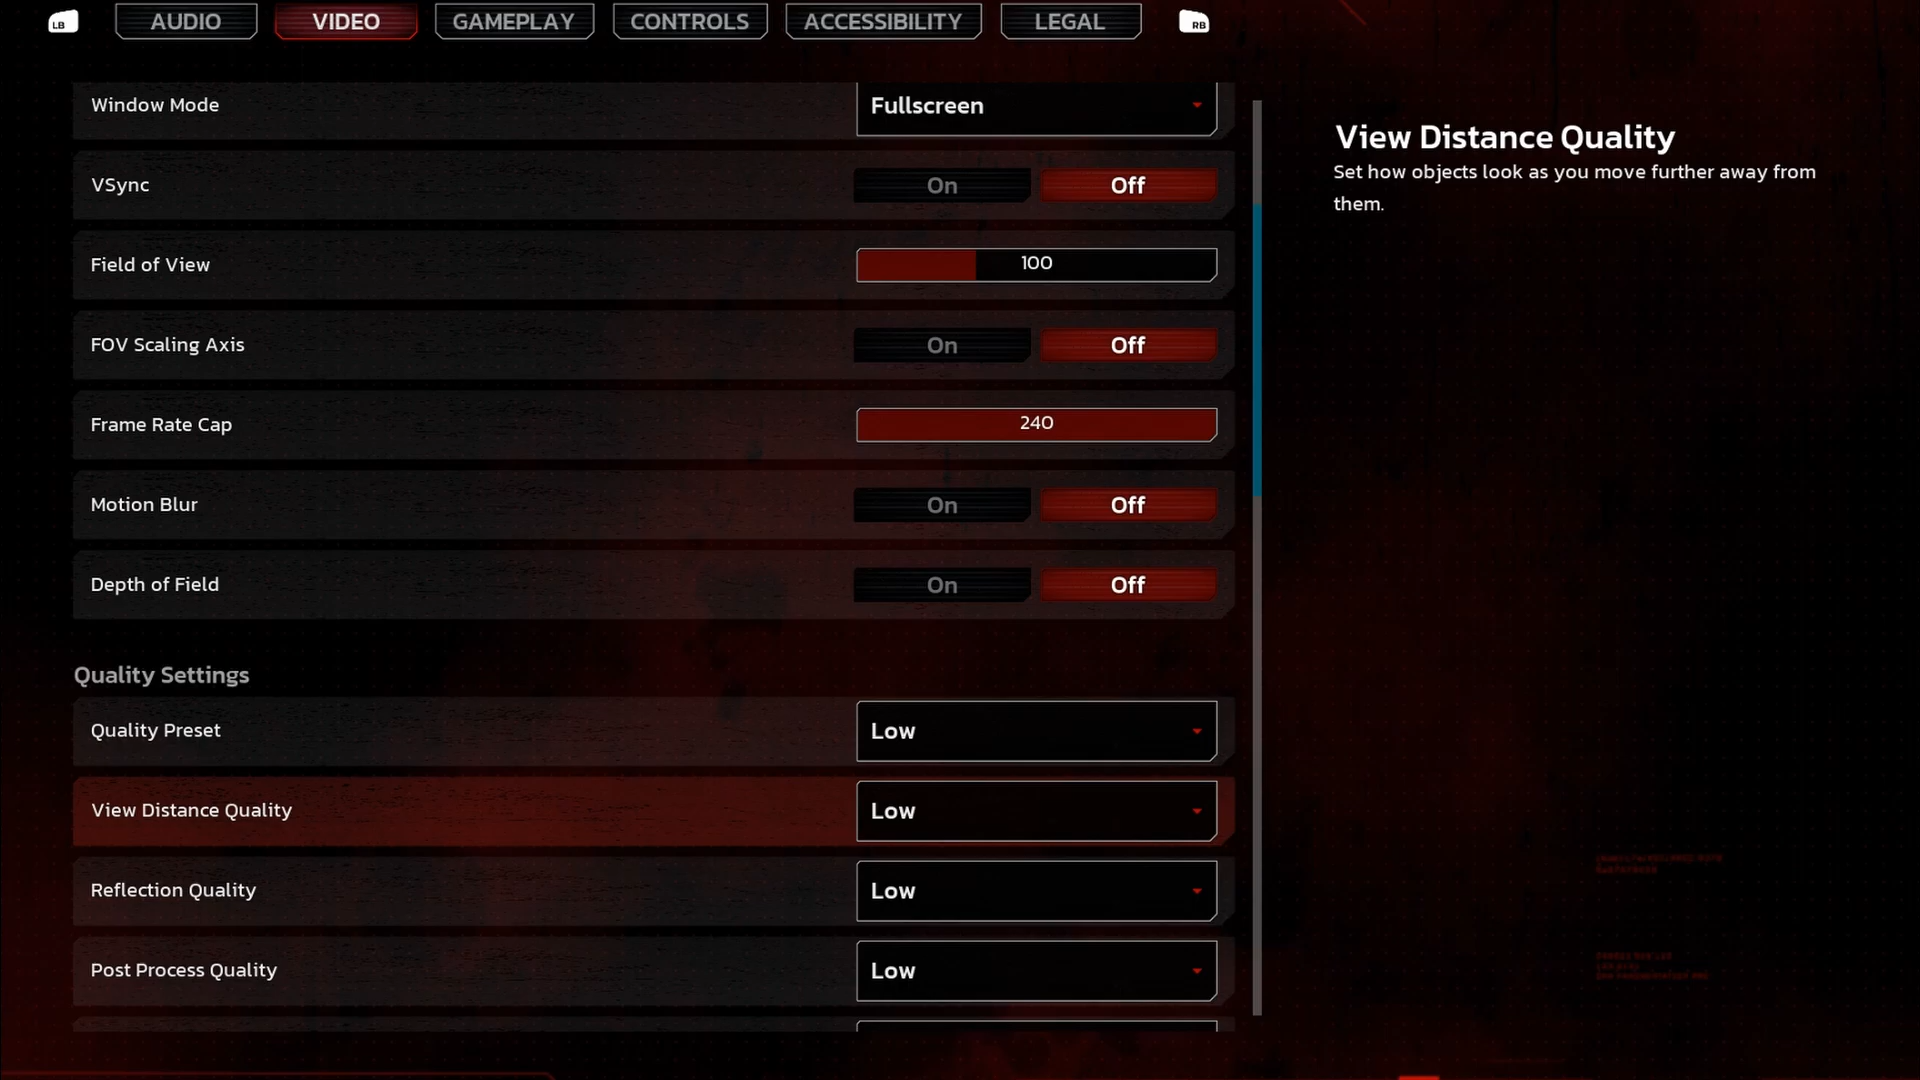 LB AUDIO VIDEO GAMEPLAY CONTROLS ACCESSIBILITY LEGAL RB
Window Mode Fullscreen
VSync On Off
Field of View 100
FOV Scaling Axis On Off
Frame Rate Cap 240
Motion Blur On Off
Depth of Field On Off
Quality Settings
Quality Preset Low
View Distance Quality Low
Reflection Quality Low
Post Process Quality Low
View Distance Quality
Set how objects look as you move further away from
them.